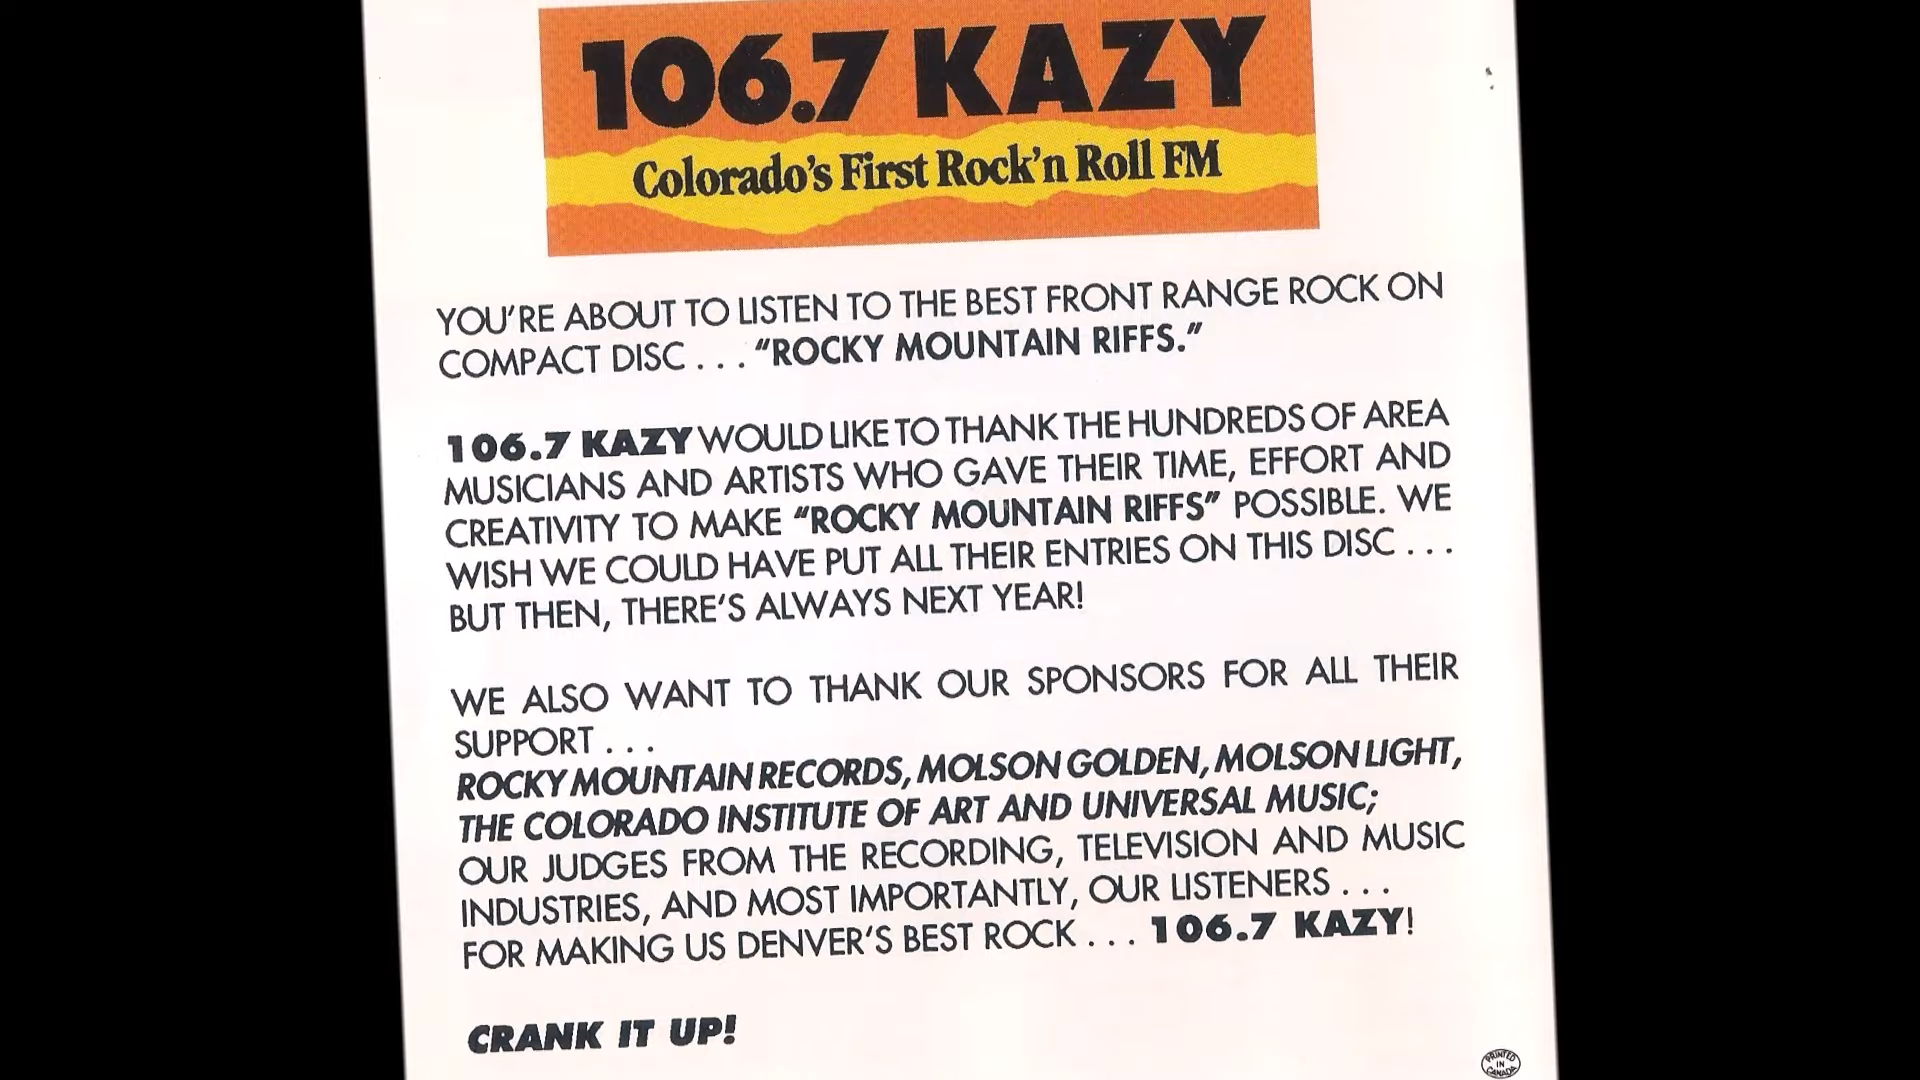 106.7 KAZY
Colorado's First Rock'n Roll FM
YOU'RE ABOUT TO LISTEN TO THE BEST FRONT RANGE ROCK ON
COMPACT DISC . . . "ROCKY MOUNTAIN RIFFS."
106.7 KAZY WOULD LIKE TO THANK THE HUNDREDS OF AREA
MUSICIANS AND ARTISTS WHO GAVE THEIR TIME, EFFORT AND
CREATIVITY TO MAKE "ROCKY MOUNTAIN RIFFS" POSSIBLE. WE
WISH WE COULD HAVE PUT ALL THEIR ENTRIES ON THIS DISC . . .
BUT THEN, THERE'S ALWAYS NEXT YEAR!
WE ALSO WANT TO THANK OUR SPONSORS FOR ALL THEIR
SUPPORT . . .
ROCKY MOUNTAIN RECORDS, MOLSON GOLDEN, MOLSON LIGHT,
THE COLORADO INSTITUTE OF ART AND UNIVERSAL MUSIC;
OUR JUDGES FROM THE RECORDING, TELEVISION AND MUSIC
INDUSTRIES, AND MOST IMPORTANTLY, OUR LISTENERS . . .
FOR MAKING US DENVER'S BEST ROCK . . . 106.7 KAZY!
CRANK IT UP!
PRINTED
IN
CANADA